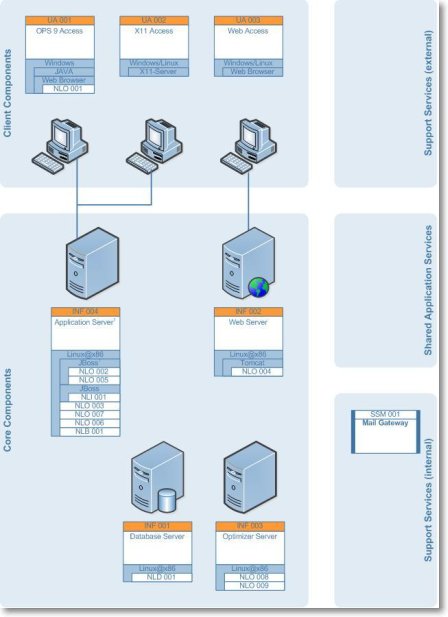 Client Components
UA 001
OPS 9 Access
Windows
JAVA
Web Browser
NLO 001
UA 002
X11 Access
Windows/Linux
X11-Server
UA 003
Web Access
Windows/Linux
Web Browser
Support Services (external)
Core Components
INF 004
Application Server¹
Linux@x86
JBoss¹
NLO 002
NLO 005
JBoss
NLI 001
NLO 003
NLO 007
NLO 006
NLB 001
INF 002
Web Server
Linux@x86
Tomcat
NLO 004
INF 001
Database Server
Linux@x86
NLD 001
INF 003
Optimizer Server
Linux@x86
NLO 008
NLO 009
Shared Application Services
Support Services (internal)
SSM 001
Mail Gateway